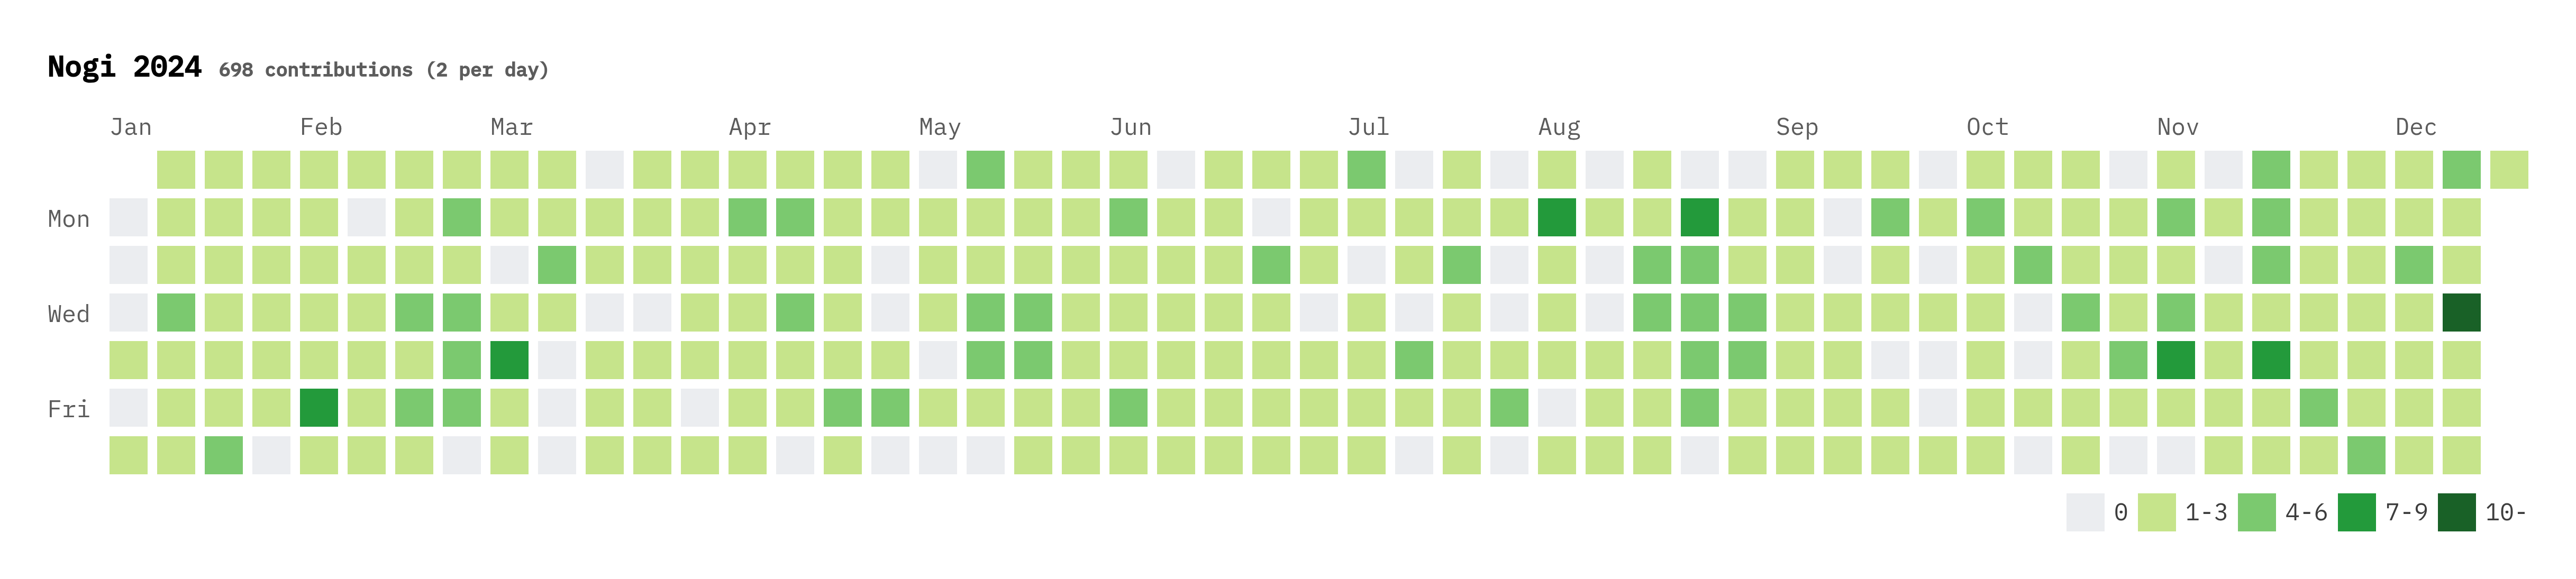 Nogi 2024 698 contributions (2 per day)
Jan Feb Mar Apr May Jun Jul Aug Sep Oct Nov Dec
Mon
Wed
Fri
0 1-3 4-6 7-9 10-